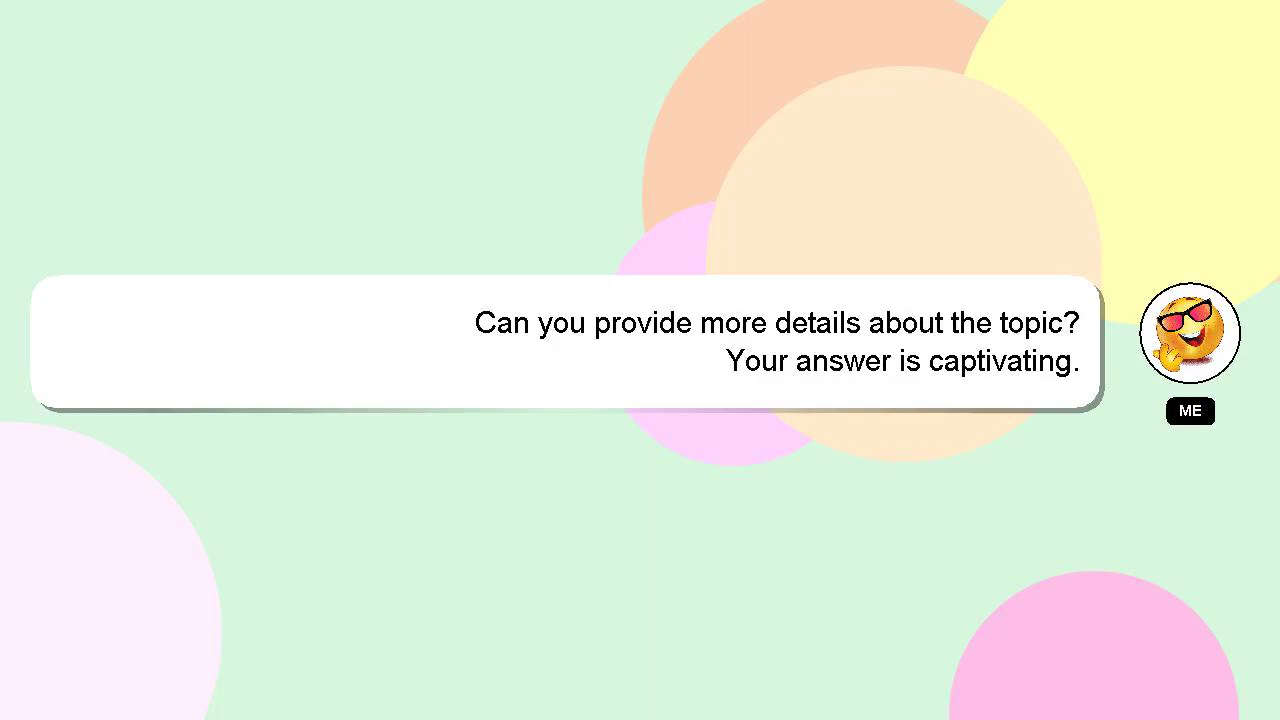 Can you provide more details about the topic?
Your answer is captivating.
ME